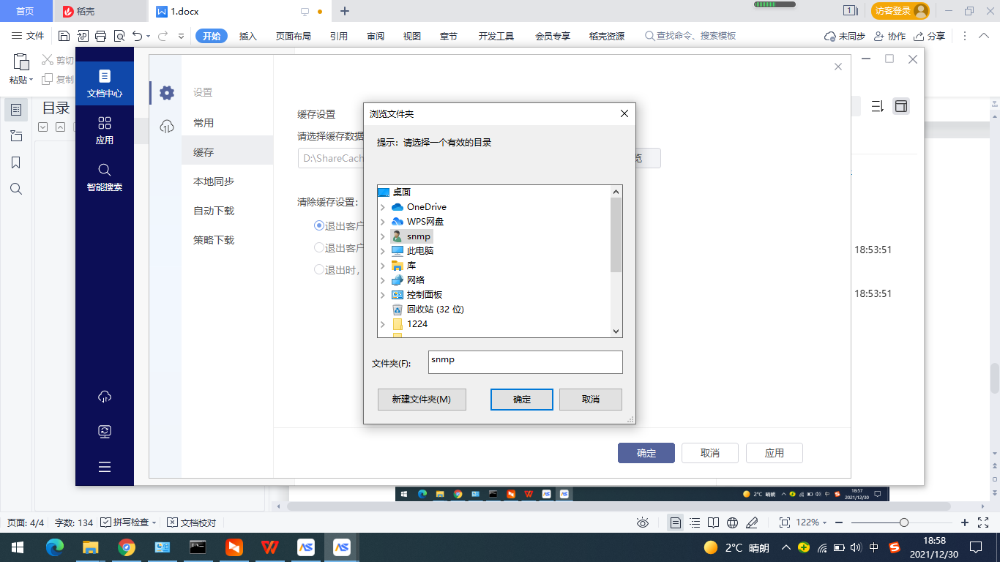 首页
稻壳
1.docx
1
访客登录
文件
开始
插入
页面布局
引用
审阅
视图
章节
开发工具
会员专享
稻壳资源
查找命令、搜索模板
未同步
协作
分享
粘贴
剪切
复制
目录
文档中心
应用
智能搜索
设置
常用
缓存
本地同步
自动下载
策略下载
缓存设置
请选择缓存数据
D:\ShareCach
览
清除缓存设置:
退出客户
退出客户
退出时，
浏览文件夹
提示：请选择一个有效的目录
桌面
OneDrive
WPS网盘
snmp
此电脑
库
网络
控制面板
回收站 (32 位)
1224
文件夹(F):
snmp
新建文件夹(M)
确定
取消
18:53:51
18:53:51
确定
取消
应用
2°C 晴朗
中
18:57
2021/12/30
页面: 4/4
字数: 134
拼写检查
文档校对
122%
2°C 晴朗
中
18:58
2021/12/30